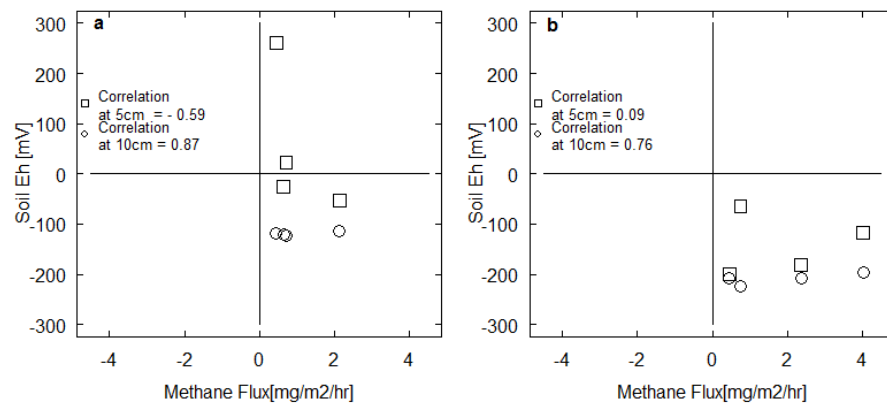 a
Correlation
at 5cm = - 0.59
Correlation
at 10cm = 0.87
Soil Eh [mV]
300
200
100
0
-100
-200
-300
-4 -2 0 2 4
Methane Flux[mg/m2/hr]
b
Correlation
at 5cm = 0.09
Correlation
at 10cm = 0.76
Soil Eh [mV]
300
200
100
0
-100
-200
-300
-4 -2 0 2 4
Methane Flux[mg/m2/hr]